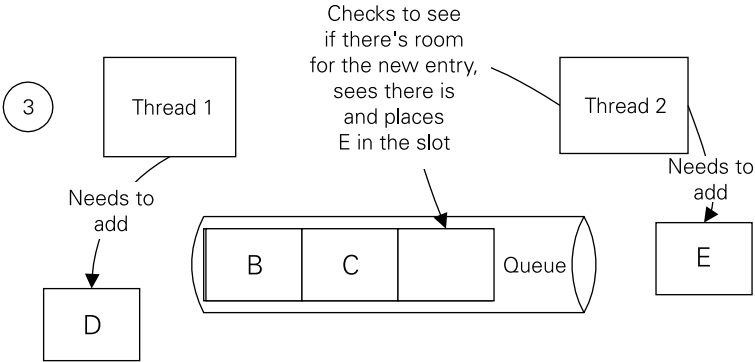 3
Thread 1
Needs to
add
D
Checks to see
if there's room
for the new entry,
sees there is
and places
E in the slot
Thread 2
Needs to
add
E
B
C
Queue